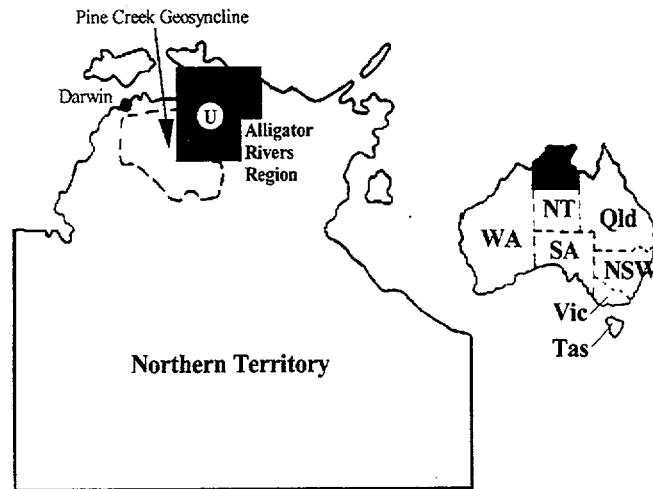 Pine Creek Geosyncline
Darwin
U
Alligator
Rivers
Region
Northern Territory
NT
Qld
WA
SA
NSW
Vic
Tas